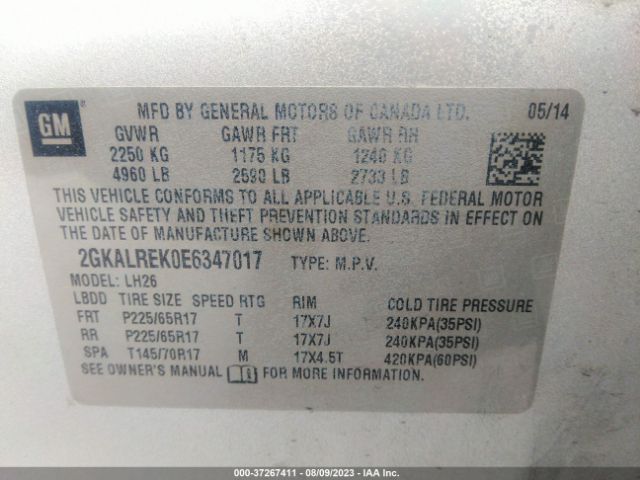 GM ®
MFD BY GENERAL MOTORS OF CANADA LTD. 05/14
GVWR GAWR FRT GAWR RR
2250 KG 1175 KG 1240 KG
4960 LB 2590 LB 2733 LB
THIS VEHICLE CONFORMS TO ALL APPLICABLE U.S. FEDERAL MOTOR
VEHICLE SAFETY AND THEFT PREVENTION STANDARDS IN EFFECT ON
THE DATE OF MANUFACTURE SHOWN ABOVE.
2GKALREK0E6347017 TYPE: M.P.V.
MODEL: LH26
LBDD TIRE SIZE SPEED RTG RIM COLD TIRE PRESSURE
FRT P225/65R17 T 17X7J 240KPA(35PSI)
RR P225/65R17 T 17X7J 240KPA(35PSI)
SPA T145/70R17 M 17X4.5T 420KPA(60PSI)
SEE OWNER'S MANUAL FOR MORE INFORMATION.
000-37267411 - 08/09/2023 - IAA Inc.